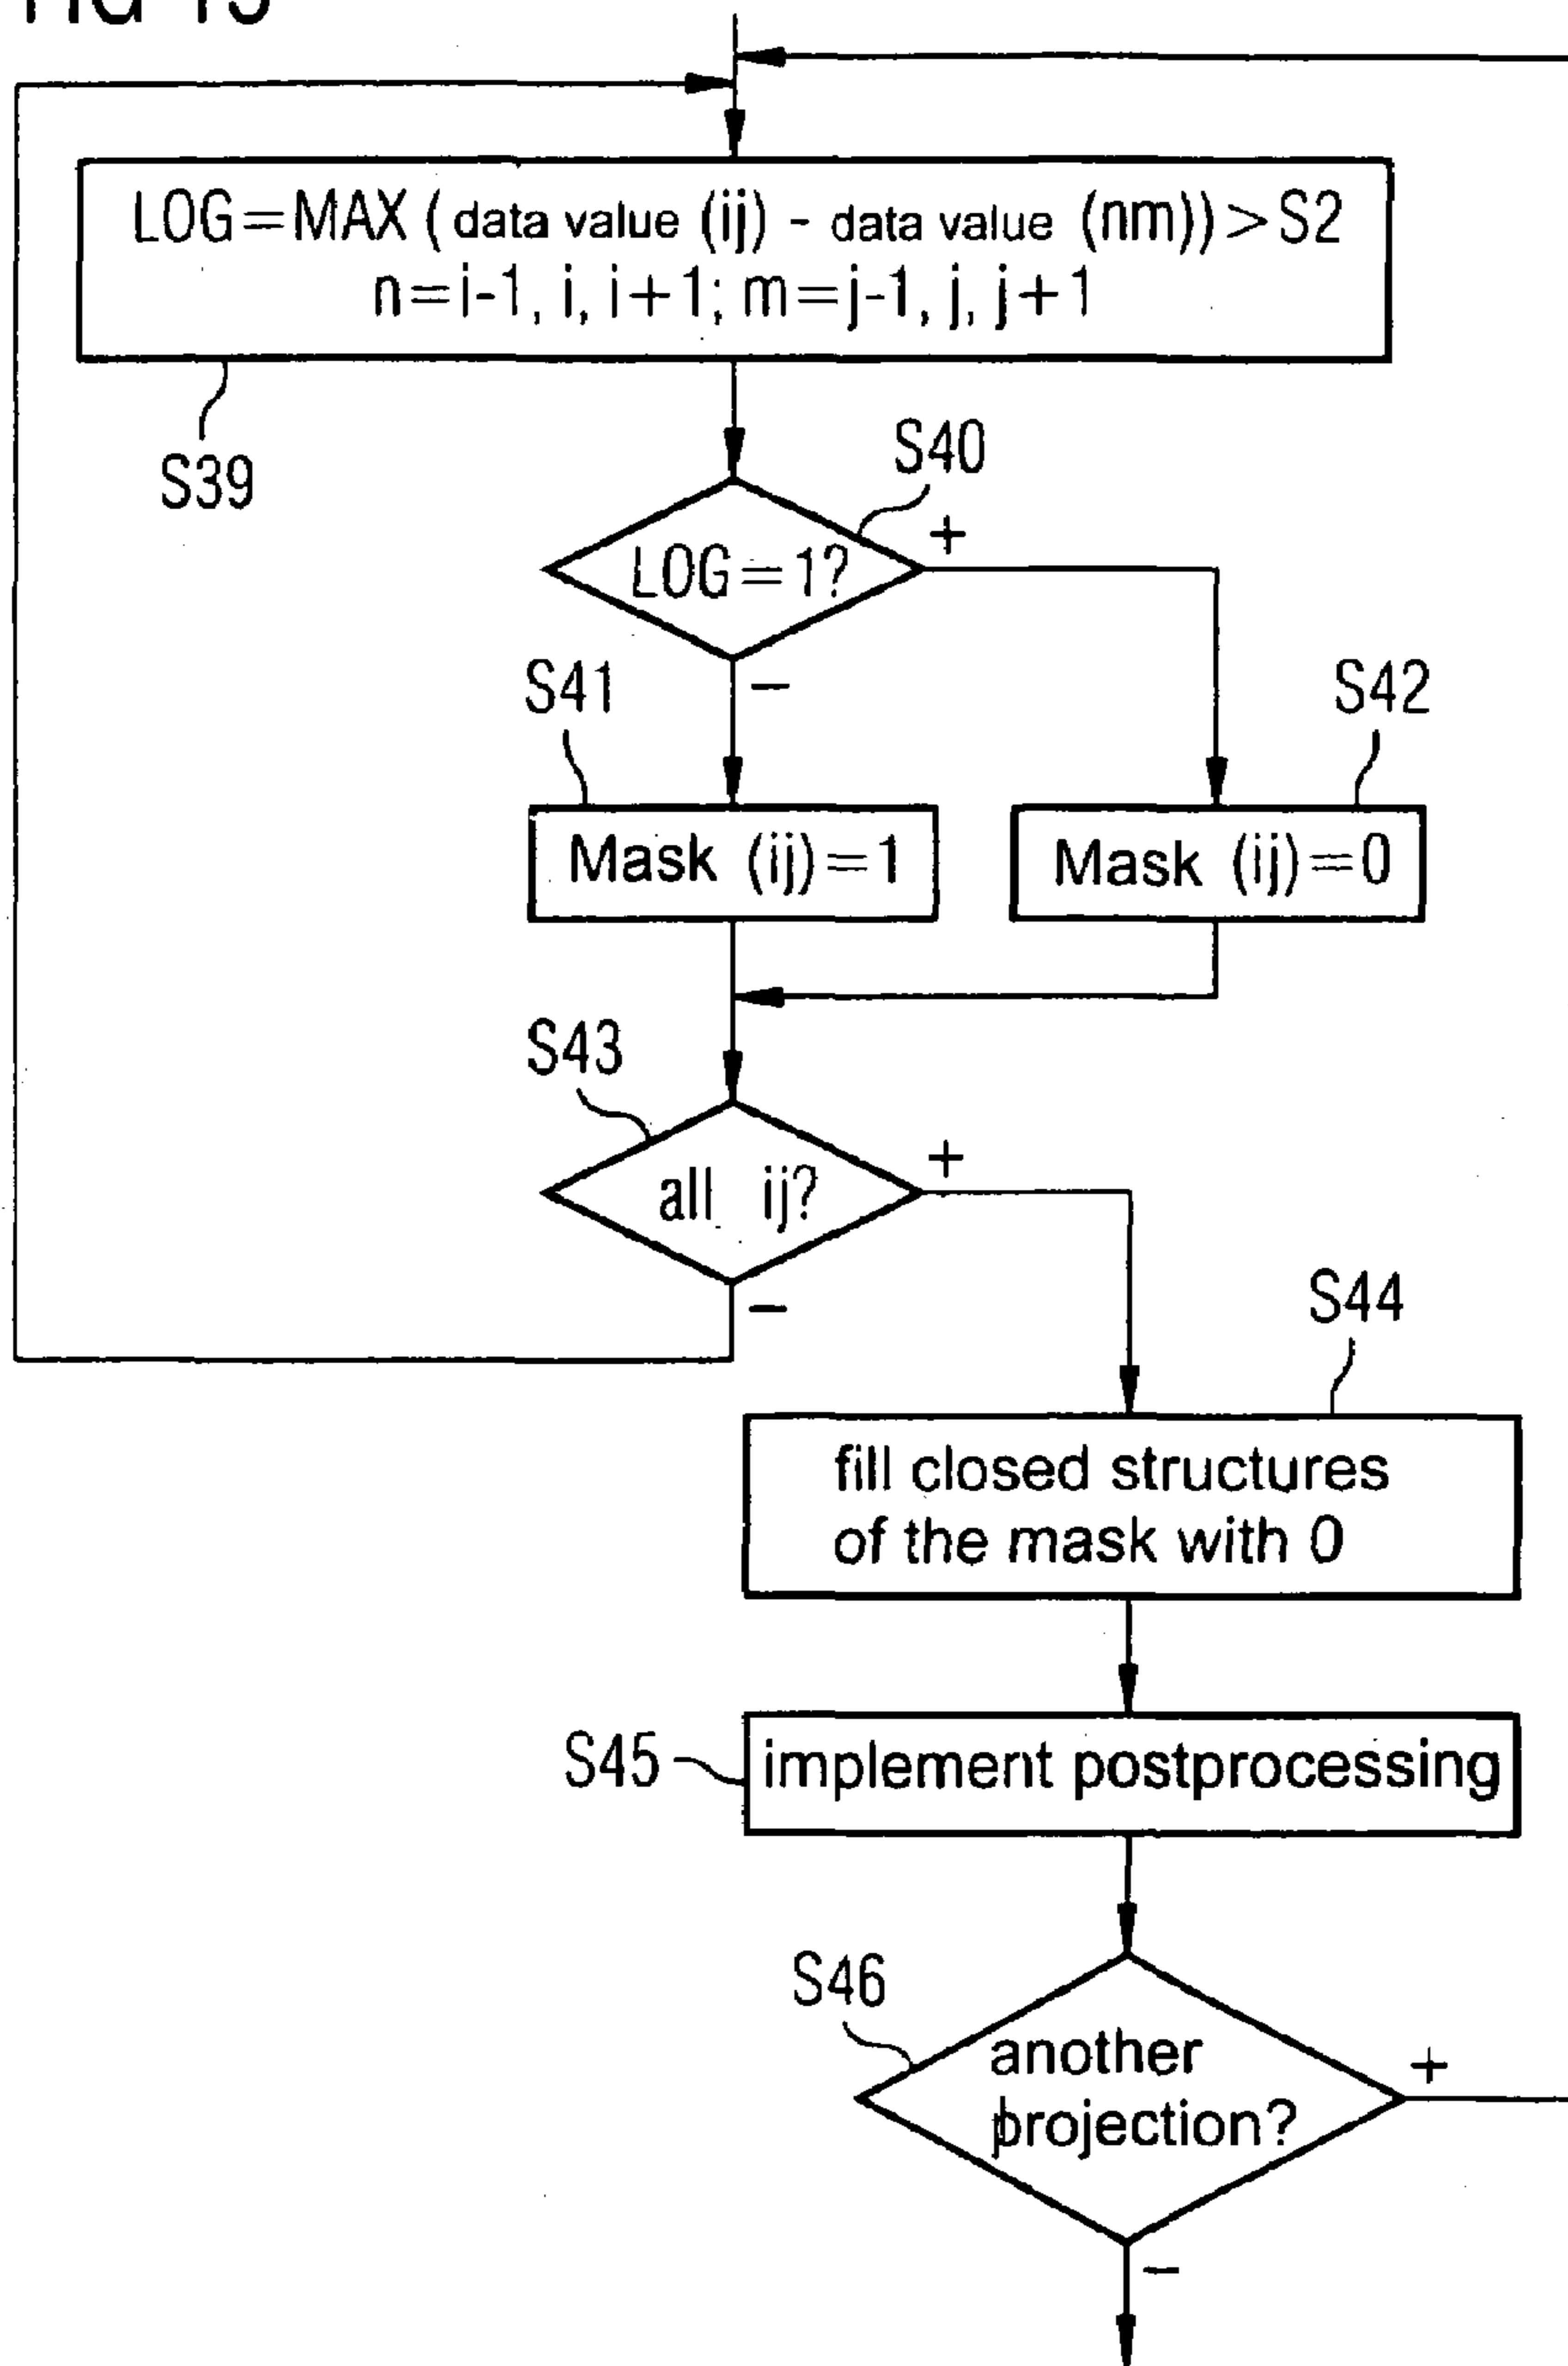 LOG=MAX (data value (ij) - data value (nm))>S2
n=i-1, i, i+1; m=j-1, j, j+1
S39
S40
LOG=1?
+
−
S41
S42
Mask (ij)=1
Mask (ij)=0
S43
all ij?
+
−
S44
fill closed structures
of the mask with 0
S45
implement postprocessing
S46
another
projection?
+
−